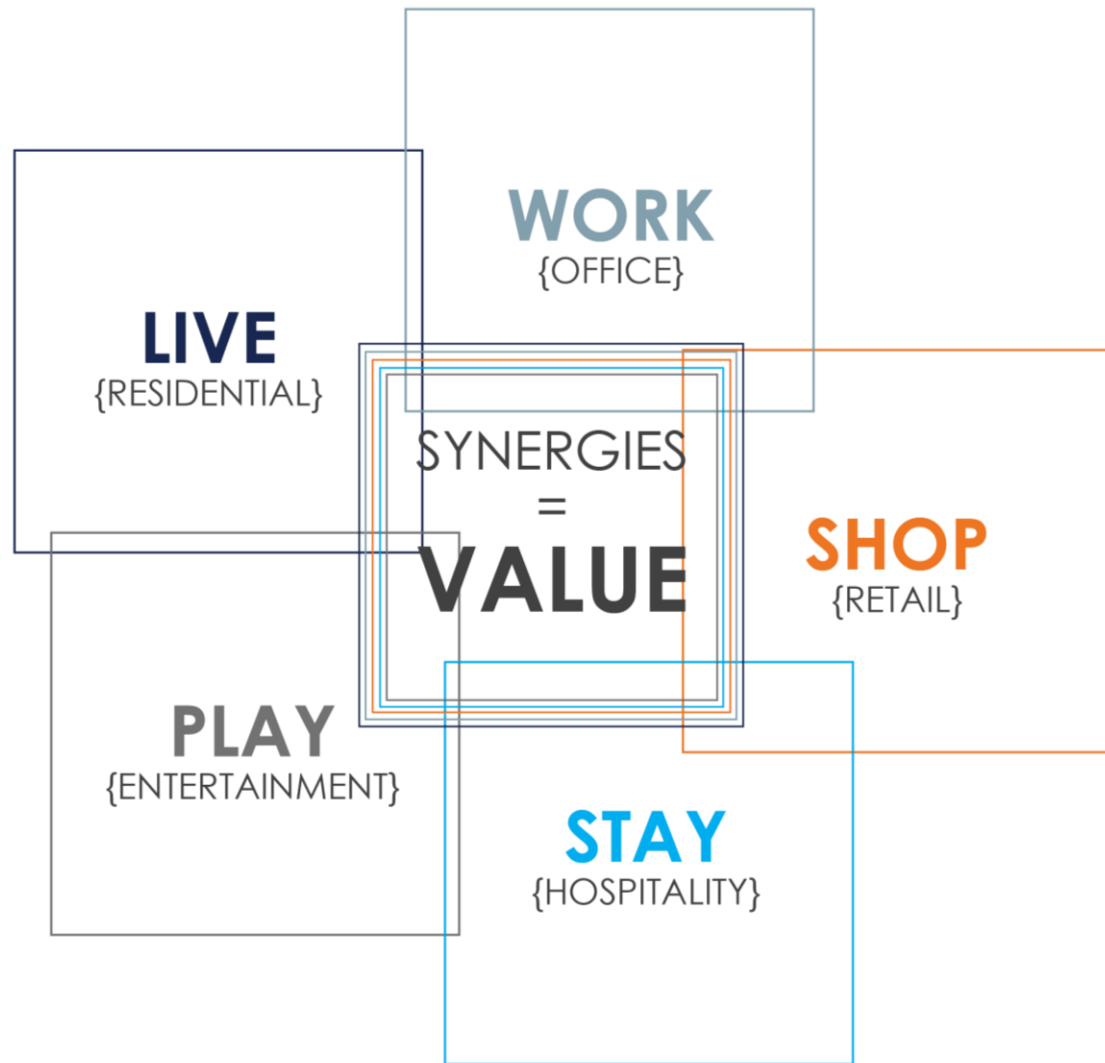 WORK
{OFFICE}
LIVE
{RESIDENTIAL}
SYNERGIES
=
VALUE
SHOP
{RETAIL}
PLAY
{ENTERTAINMENT}
STAY
{HOSPITALITY}